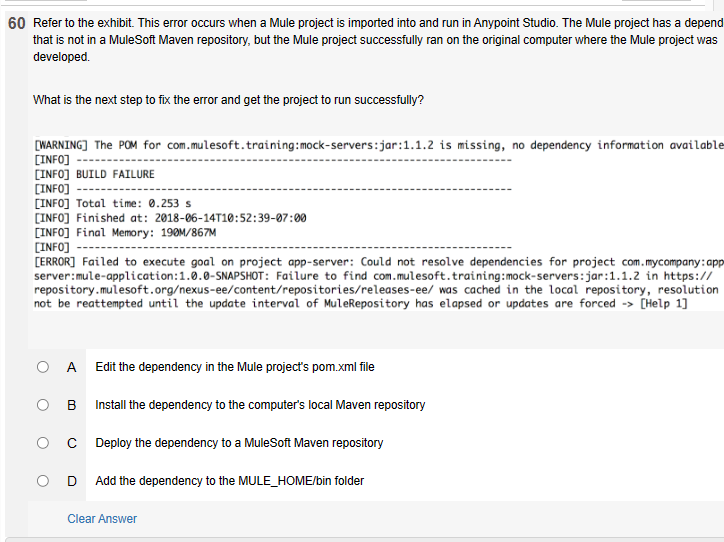 60 Refer to the exhibit. This error occurs when a Mule project is imported into and run in Anypoint Studio. The Mule project has a depend
that is not in a MuleSoft Maven repository, but the Mule project successfully ran on the original computer where the Mule project was
developed.
What is the next step to fix the error and get the project to run successfully?
[WARNING] The POM for com.mulesoft.training:mock-servers:jar:1.1.2 is missing, no dependency information available
[INFO] ------------------------------------------------------------------------
[INFO] BUILD FAILURE
[INFO] ------------------------------------------------------------------------
[INFO] Total time: 0.253 s
[INFO] Finished at: 2018-06-14T10:52:39-07:00
[INFO] Final Memory: 190M/867M
[INFO] ------------------------------------------------------------------------
[ERROR] Failed to execute goal on project app-server: Could not resolve dependencies for project com.mycompany:app
server:mule-application:1.0.0-SNAPSHOT: Failure to find com.mulesoft.training:mock-servers:jar:1.1.2 in https://
repository.mulesoft.org/nexus-ee/content/repositories/releases-ee/ was cached in the local repository, resolution
not be reattempted until the update interval of MuleRepository has elapsed or updates are forced -> [Help 1]
A Edit the dependency in the Mule project's pom.xml file
B Install the dependency to the computer's local Maven repository
C Deploy the dependency to a MuleSoft Maven repository
D Add the dependency to the MULE_HOME/bin folder
Clear Answer